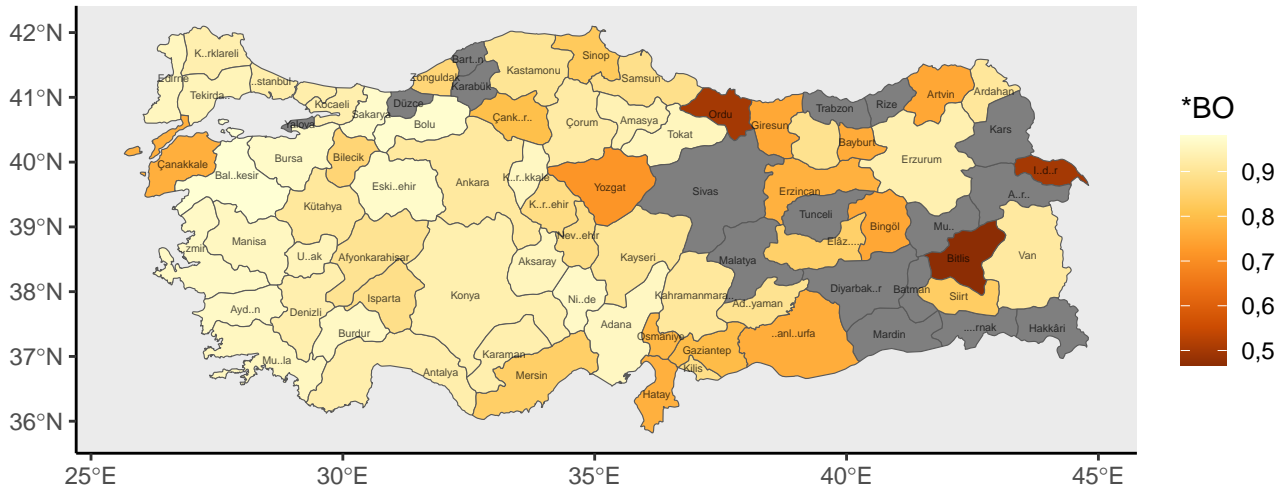 42°N
41°N
40°N
39°N
38°N
37°N
36°N
25°E
30°E
35°E
40°E
45°E
*BO
0,9
0,8
0,7
0,6
0,5
K..rklareli
Edirne
Tekirda
..stanbul
Kocaeli
Yalova
Sakarya
Düzce
Bolu
Zonguldak
Bart..n
Karabük
Kastamonu
Sinop
Samsun
Çank..r..
Çorum
Amasya
Tokat
Ordu
Giresun
Trabzon
Rize
Artvin
Ardahan
Kars
Bayburt
Erzurum
I..d..r
A..r..
Çanakkale
Bal..kesir
Bursa
Bilecik
Eski..ehir
Ankara
K..r..kkale
K..r..ehir
Yozgat
Sivas
Erzincan
Tunceli
Bingöl
Mu..
Eláz....
Bitlis
Van
Kütahya
Manisa
zmir
U..ak
Afyonkarahisar
Isparta
Konya
Aksaray
Nev..ehir
Kayseri
Malatya
Diyarbak..r
Batman
Siirt
Kahramanmara..
Ad..yaman
Ni..de
Adana
Ayd..n
Denizli
Burdur
Mu..la
Antalya
Karaman
Mersin
Osmaniye
Gaziantep
Kilis
Hatay
..anl..urfa
Mardin
....rnak
Hakkâri